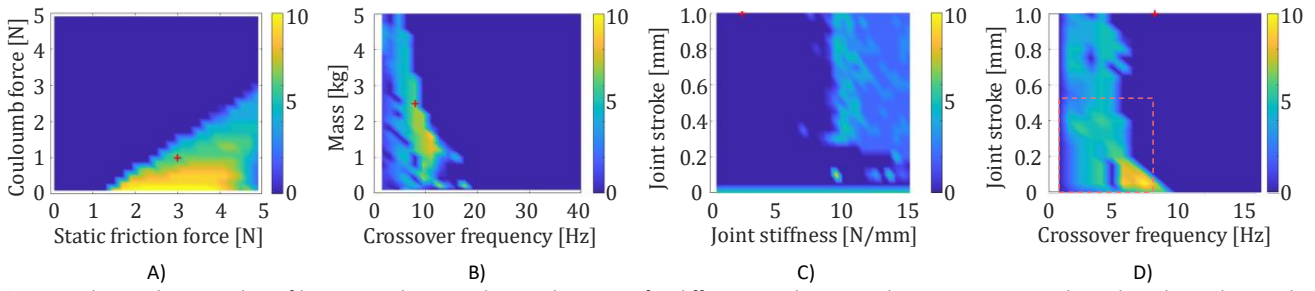 Couloumb force [N]
5
4
3
2
1
0
0 1 2 3 4 5
Static friction force [N]
10
5
0
A)
Mass [kg]
5
4
3
2
1
0
0 10 20 30 40
Crossover frequency [Hz]
10
5
0
B)
Joint stroke [mm]
1.0
0.8
0.6
0.4
0.2
0
0 5 10 15
Joint stiffness [N/mm]
10
5
0
C)
Joint stroke [mm]
1.0
0.8
0.6
0.4
0.2
0
0 5 10 15
Crossover frequency [Hz]
10
5
0
D)